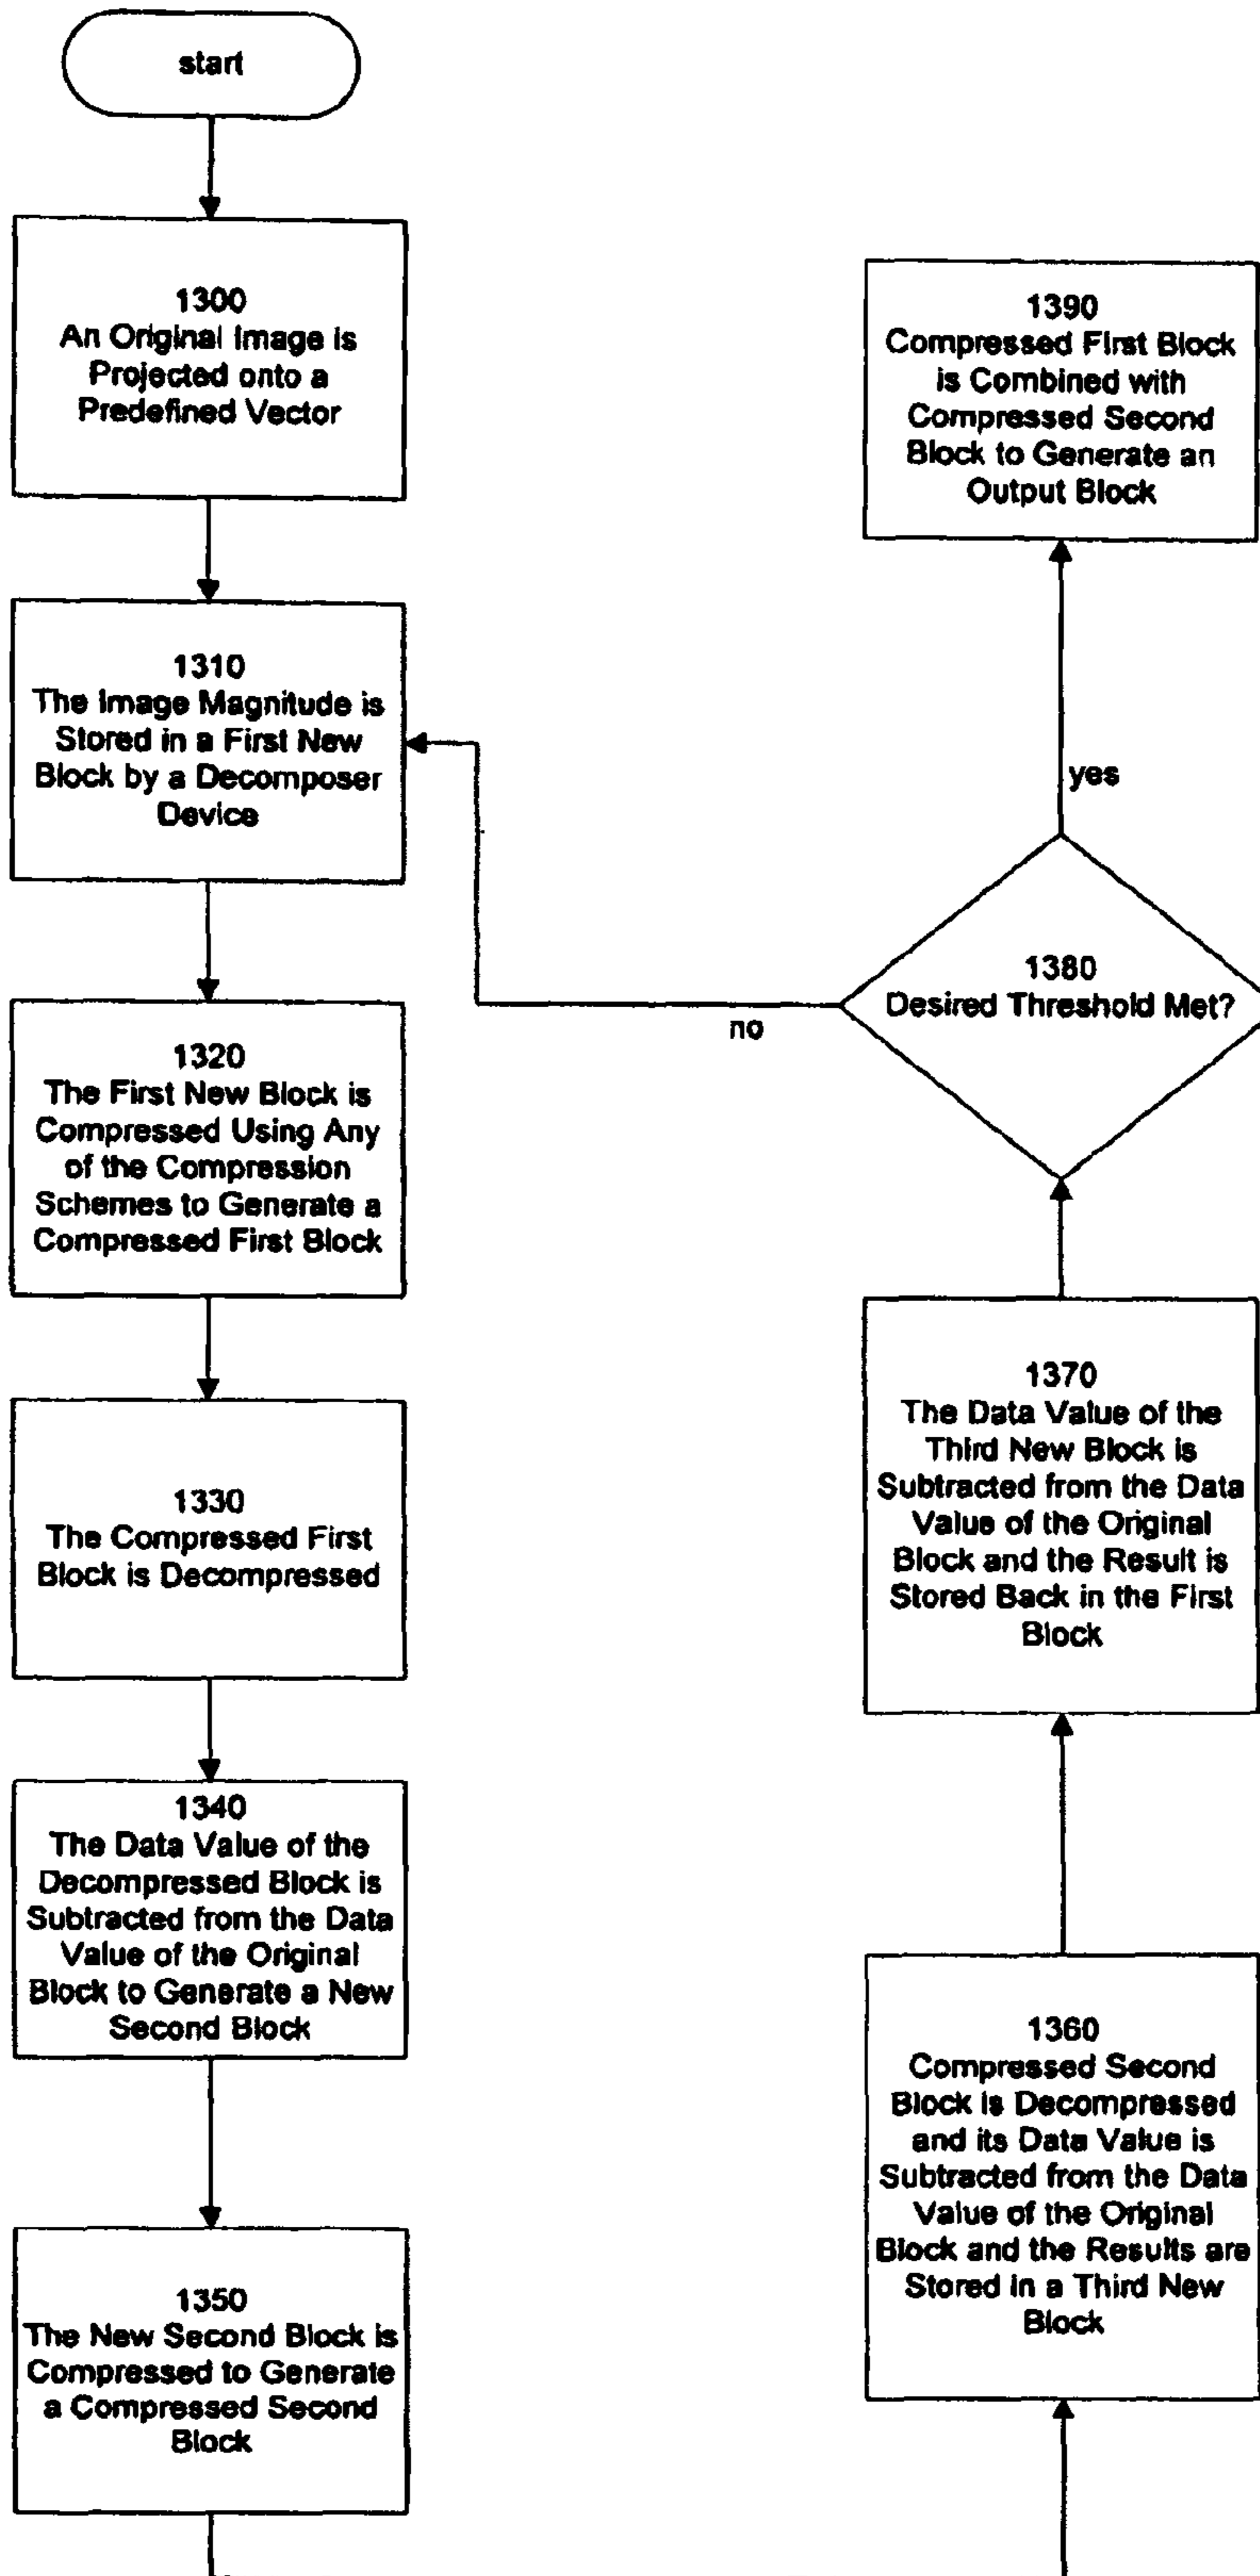 start
1300
An Original Image is
Projected onto a
Predefined Vector
1310
The Image Magnitude is
Stored in a First New
Block by a Decomposer
Device
1320
The First New Block is
Compressed Using Any
of the Compression
Schemes to Generate a
Compressed First Block
1330
The Compressed First
Block is Decompressed
1340
The Data Value of the
Decompressed Block is
Subtracted from the Data
Value of the Original
Block to Generate a New
Second Block
1350
The New Second Block is
Compressed to Generate
a Compressed Second
Block
1360
Compressed Second
Block is Decompressed
and its Data Value is
Subtracted from the Data
Value of the Original
Block and the Results are
Stored in a Third New
Block
1370
The Data Value of the
Third New Block is
Subtracted from the Data
Value of the Original
Block and the Result is
Stored Back in the First
Block
1380
Desired Threshold Met?
no
yes
1390
Compressed First Block
is Combined with
Compressed Second
Block to Generate an
Output Block